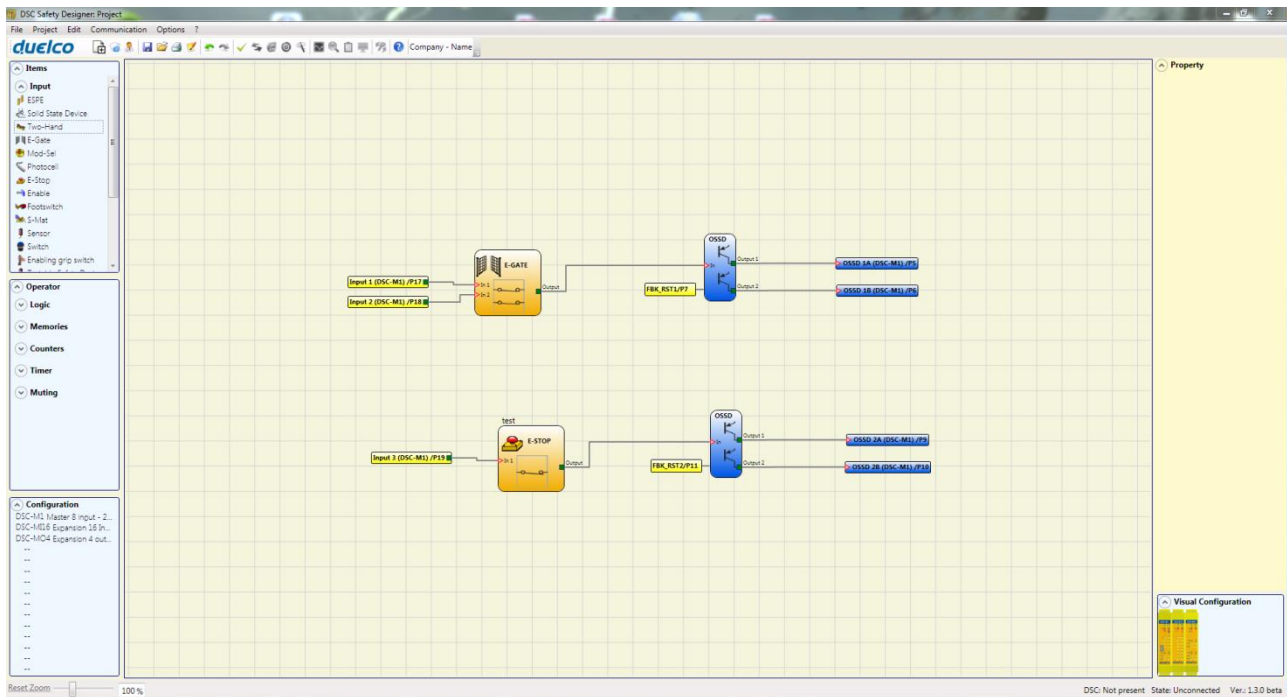 DSC Safety Designer: Project
File Project Edit Communication Options ?
duelco
Company - Name
Items
Input
ESPE
Solid State Device
Two-Hand
E-Gate
Mod-Sel
Photocell
E-Stop
Enable
Footswitch
S-Mat
Sensor
Switch
Enabling grip switch
Operator
Logic
Memories
Counters
Timer
Muting
Configuration
DSC-M1 Master 8 input - 2...
DSC-MI16 Expansion 16 In...
DSC-MO4 Expansion 4 out...
--
--
--
--
--
--
--
--
--
--
--
--
Reset Zoom
100 %
Input 1 (DSC-M1) /P17
Input 2 (DSC-M1) /P18
E-GATE
In 1
In 2
Output
FBK_RST1/P7
OSSD
In
Output 1
Output 2
OSSD 1A (DSC-M1) /P5
OSSD 1B (DSC-M1) /P6
test
Input 3 (DSC-M1) /P19
E-STOP
In 1
Output
FBK_RST2/P11
OSSD
In
Output 1
Output 2
OSSD 2A (DSC-M1) /P9
OSSD 2B (DSC-M1) /P10
Property
Visual Configuration
DSC: Not present State: Unconnected Ver.: 1.3.0 beta